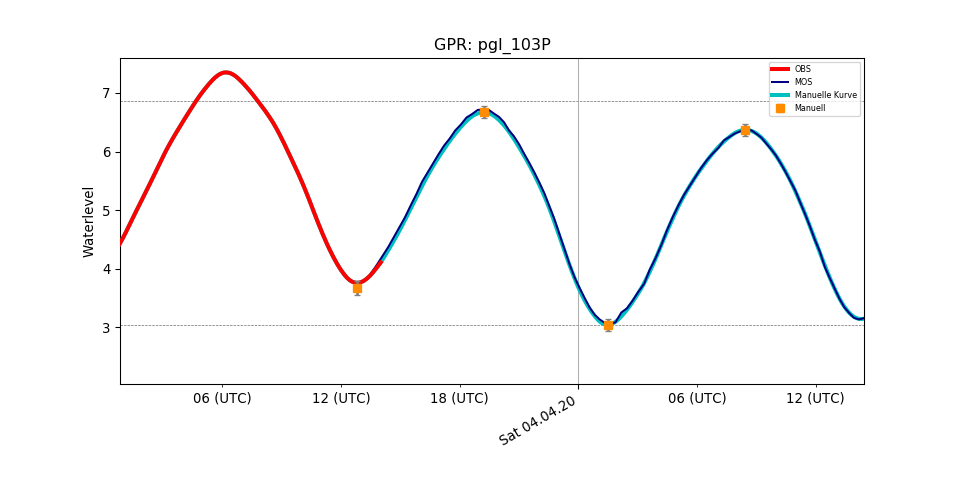 GPR: pgl_103P
OBS
MOS
Manuelle Kurve
Manuell
Waterlevel
7
6
5
4
3
06 (UTC)
12 (UTC)
18 (UTC)
Sat 04.04.20
06 (UTC)
12 (UTC)